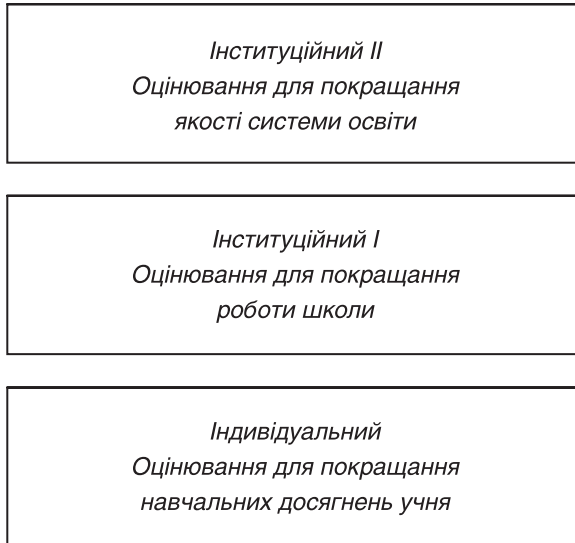 Інституційний II
Оцінювання для покращання
якості системи освіти
Інституційний I
Оцінювання для покращання
роботи школи
Індивідуальний
Оцінювання для покращання
навчальних досягнень учня